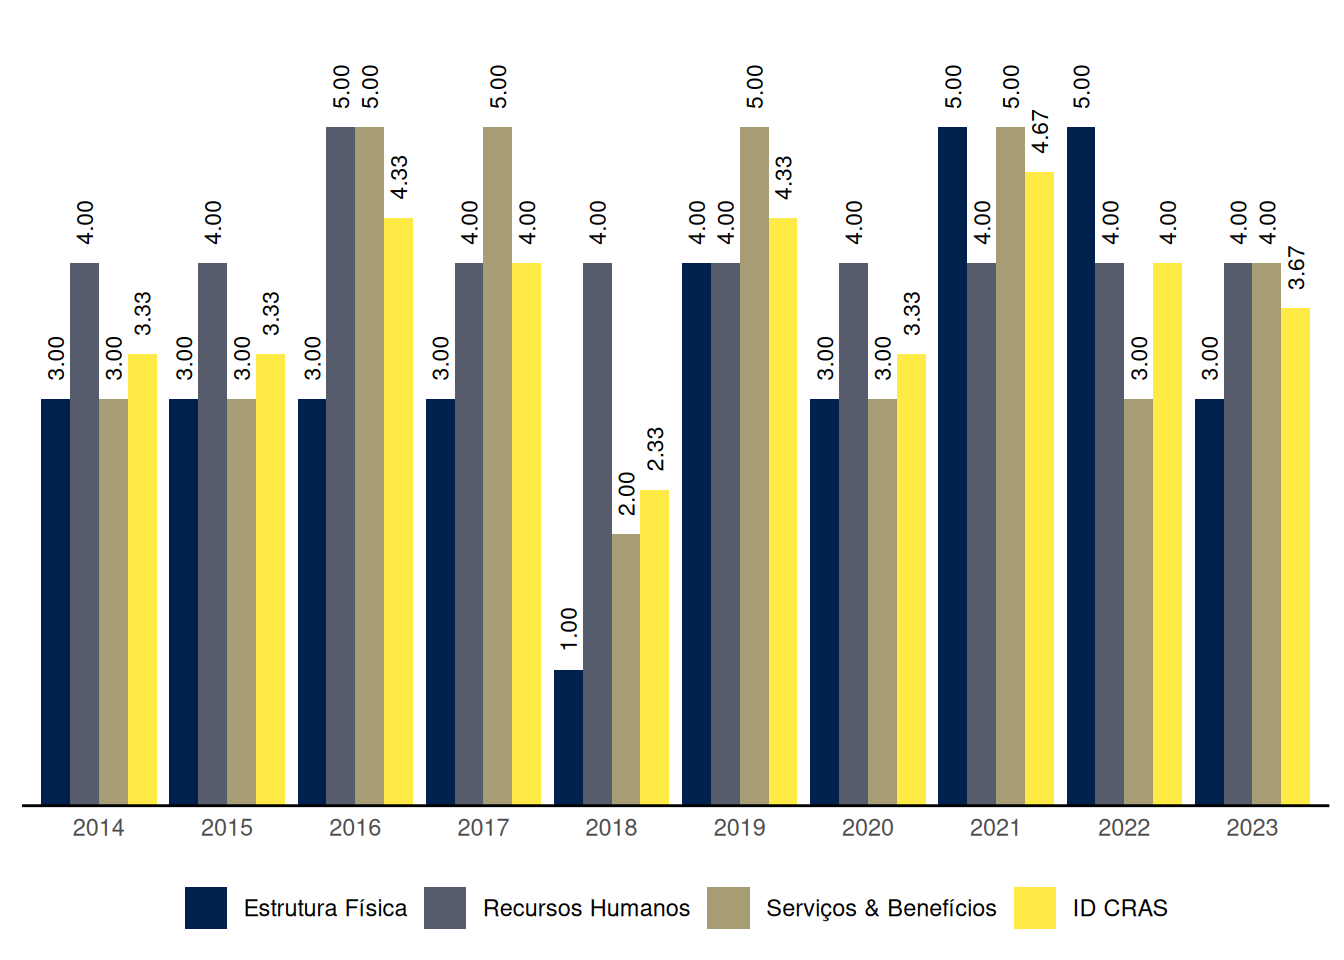 5.00 5.00 5.00 5.00 5.00 5.00 5.00
4.67
4.33 4.33
4.00 4.00 4.00 4.00 4.00 4.00 4.00 4.00 4.00 4.00 4.00 4.00 4.00
3.67
3.33 3.33 3.33
3.00 3.00 3.00 3.00 3.00 3.00 3.00 3.00 3.00 3.00
2.33
2.00
1.00
2014 2015 2016 2017 2018 2019 2020 2021 2022 2023
Estrutura Física Recursos Humanos Serviços & Benefícios ID CRAS